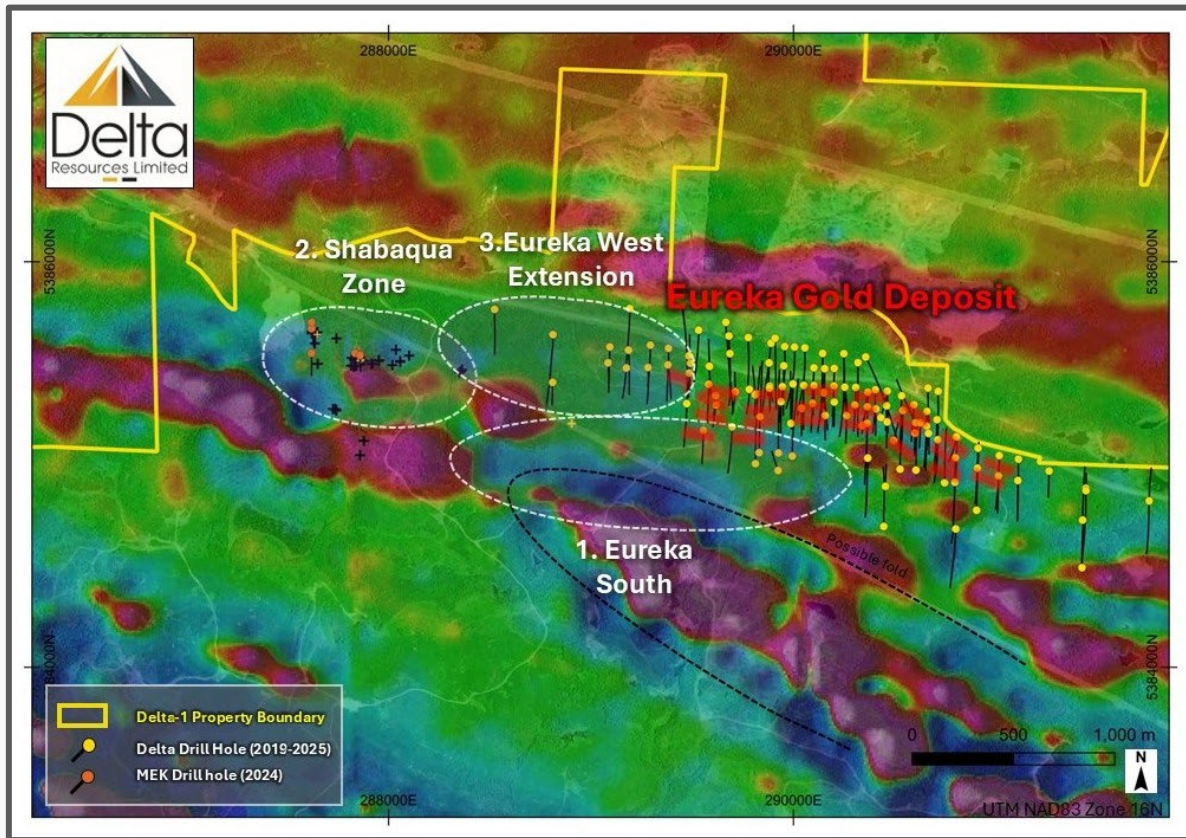 Delta
Resources Limited
288000E
290000E
5386000N
5386000N
2. Shabaqua
Zone
3.Eureka West
Extension
Eureka Gold Deposit
1. Eureka
South
Possible fold
5384000N
5384000N
Delta-1 Property Boundary
Delta Drill Hole (2019-2025)
MEK Drill hole (2024)
0
500
1,000 m
N
288000E
290000E
UTM NAD83 Zone 16N